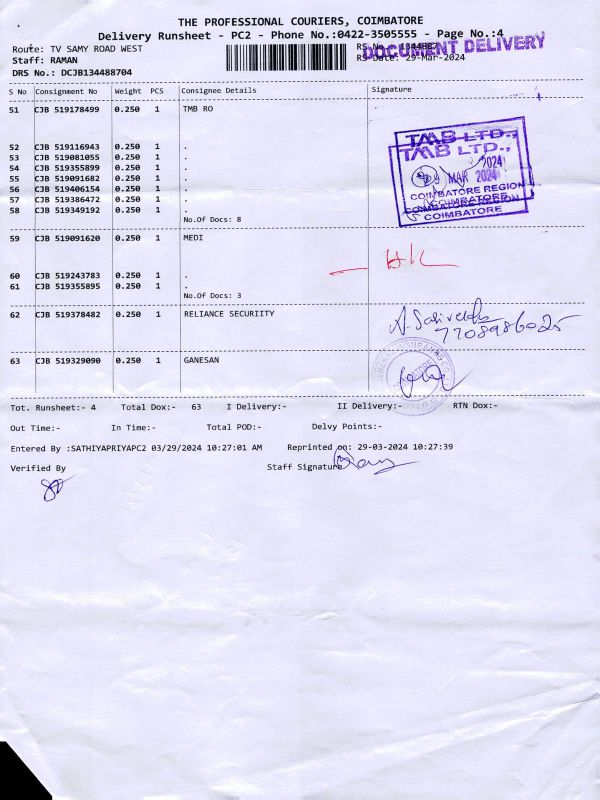 THE PROFESSIONAL COURIERS, COIMBATORE
Delivery Runsheet - PC2 - Phone No.:0422-3505555 - Page No.:4
Route: TV SAMY ROAD WEST
RS No.: 1344887
DOCUMENT DELIVERY
Staff: RAMAN
RS Date: 29-Mar-2024
DRS No.: DCJB134488704
S No Consignment No Weight PCS Consignee Details Signature
51 CJB 519178499 0.250 1 TMB RO
52 CJB 519116943 0.250 1 .
53 CJB 519081055 0.250 1 .
54 CJB 519355899 0.250 1 .
55 CJB 519091682 0.250 1 .
56 CJB 519406154 0.250 1 .
57 CJB 519386472 0.250 1 .
58 CJB 519349192 0.250 1 .
No.Of Docs: 8
TMB LTD.,
TMB LTD.,
2024
29 MAR 2024
COIMBATORE REGION
COIMBATORE
COIMBATORE REGION
COIMBATORE
59 CJB 519091620 0.250 1 MEDI
60 CJB 519243783 0.250 1 .
61 CJB 519355895 0.250 1 .
No.Of Docs: 3
62 CJB 519378482 0.250 1 RELIANCE SECURIITY
7708986025
63 CJB 519329090 0.250 1 GANESAN
Tot. Runsheet:- 4 Total Dox:- 63 I Delivery:- II Delivery:- RTN Dox:-
Out Time:- In Time:- Total POD:- Delvy Points:-
Entered By :SATHIYAPRIYAPC2 03/29/2024 10:27:01 AM Reprinted on: 29-03-2024 10:27:39
Verified By Staff Signature